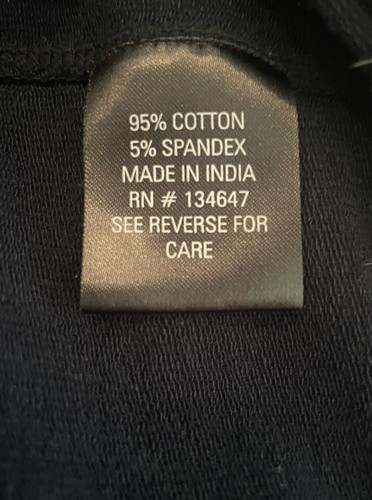 95% COTTON
5% SPANDEX
MADE IN INDIA
RN # 134647
SEE REVERSE FOR
CARE